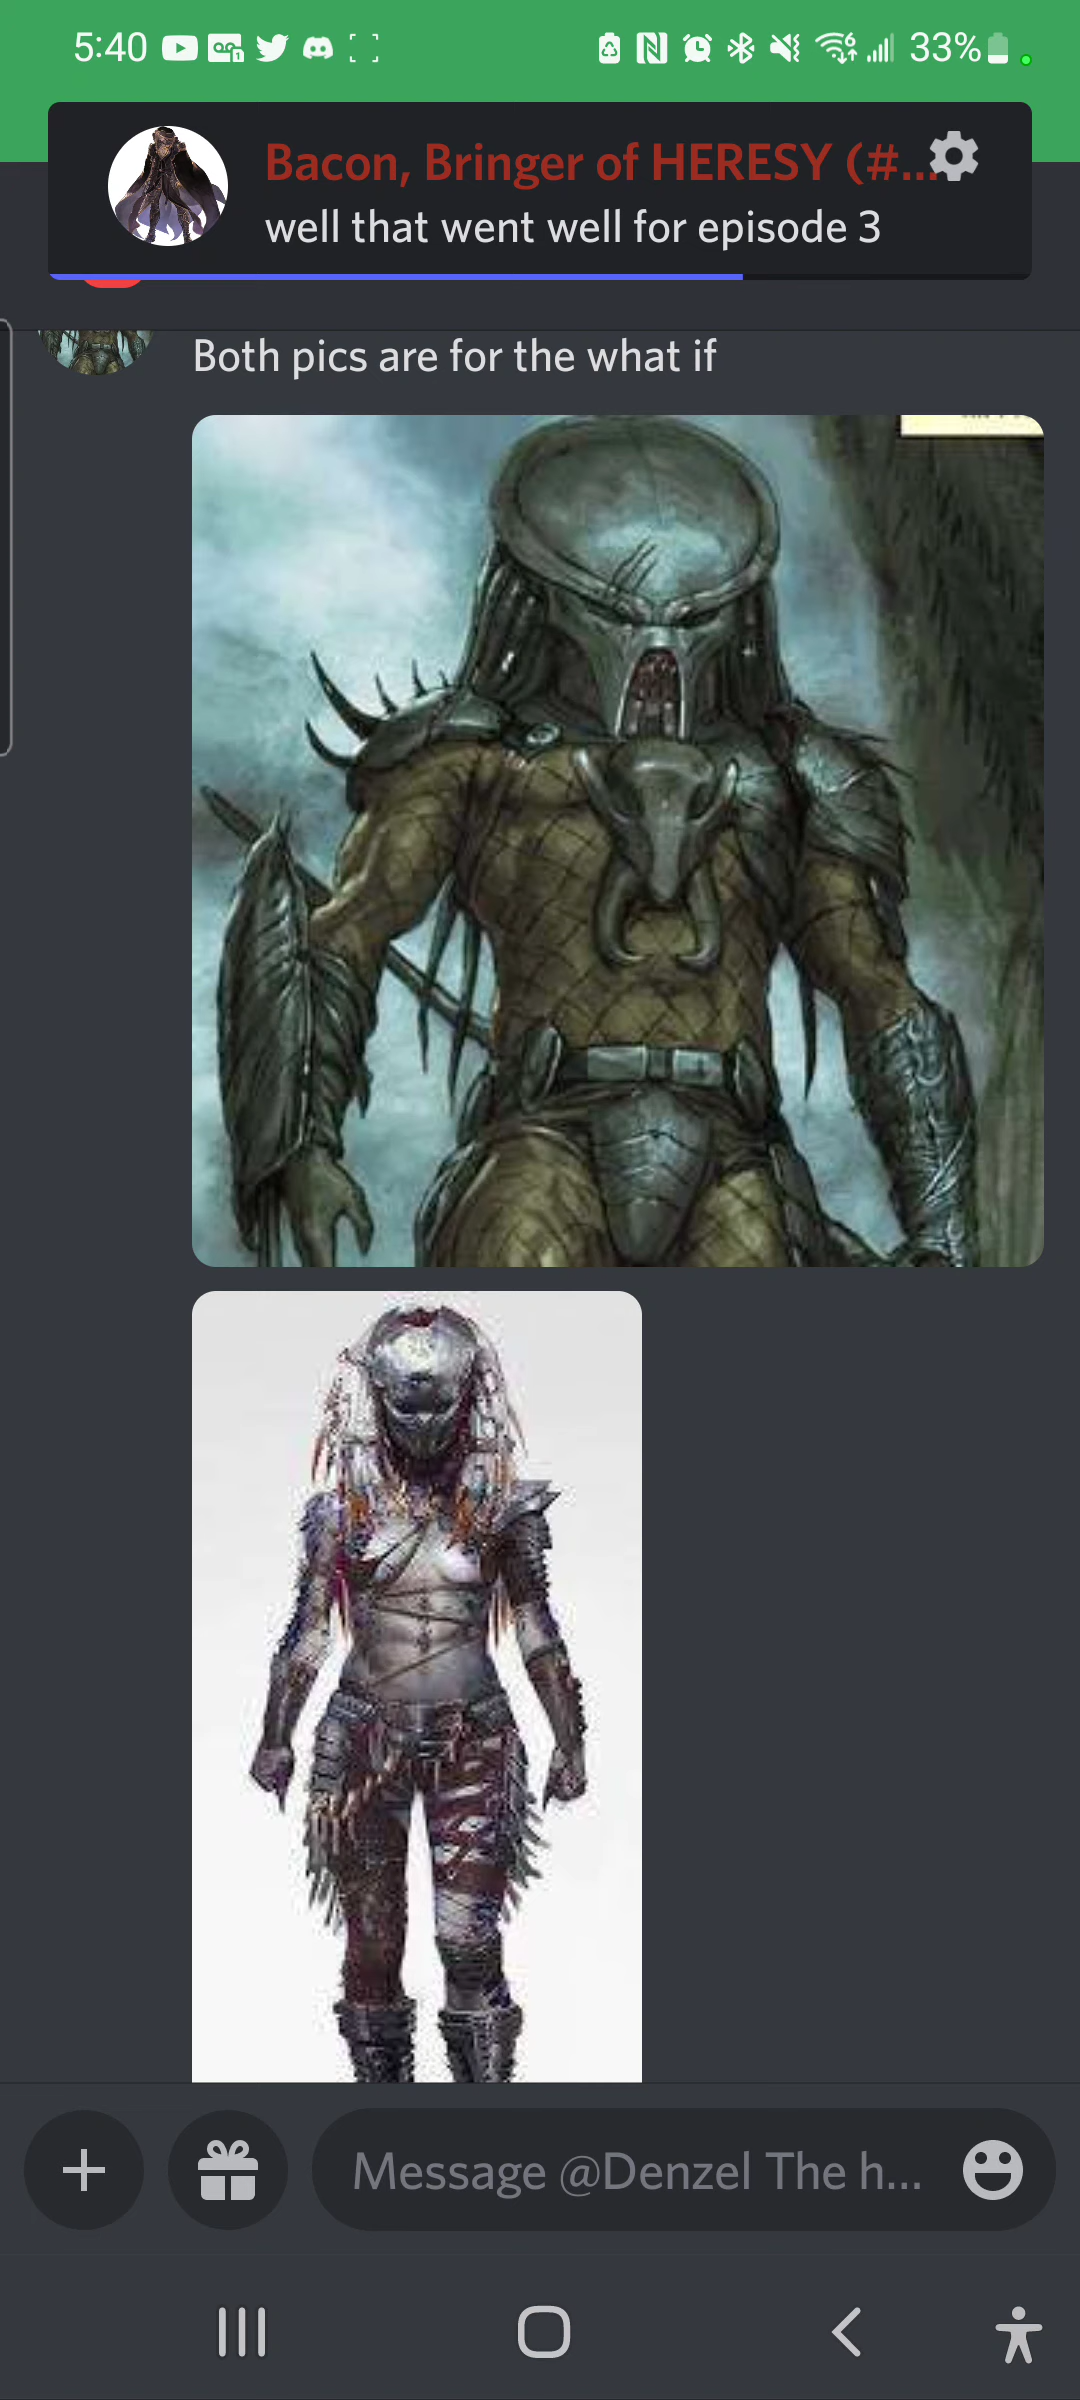 5:40
33%
Bacon, Bringer of HERESY (#...
well that went well for episode 3
Both pics are for the what if
Message @Denzel The h...